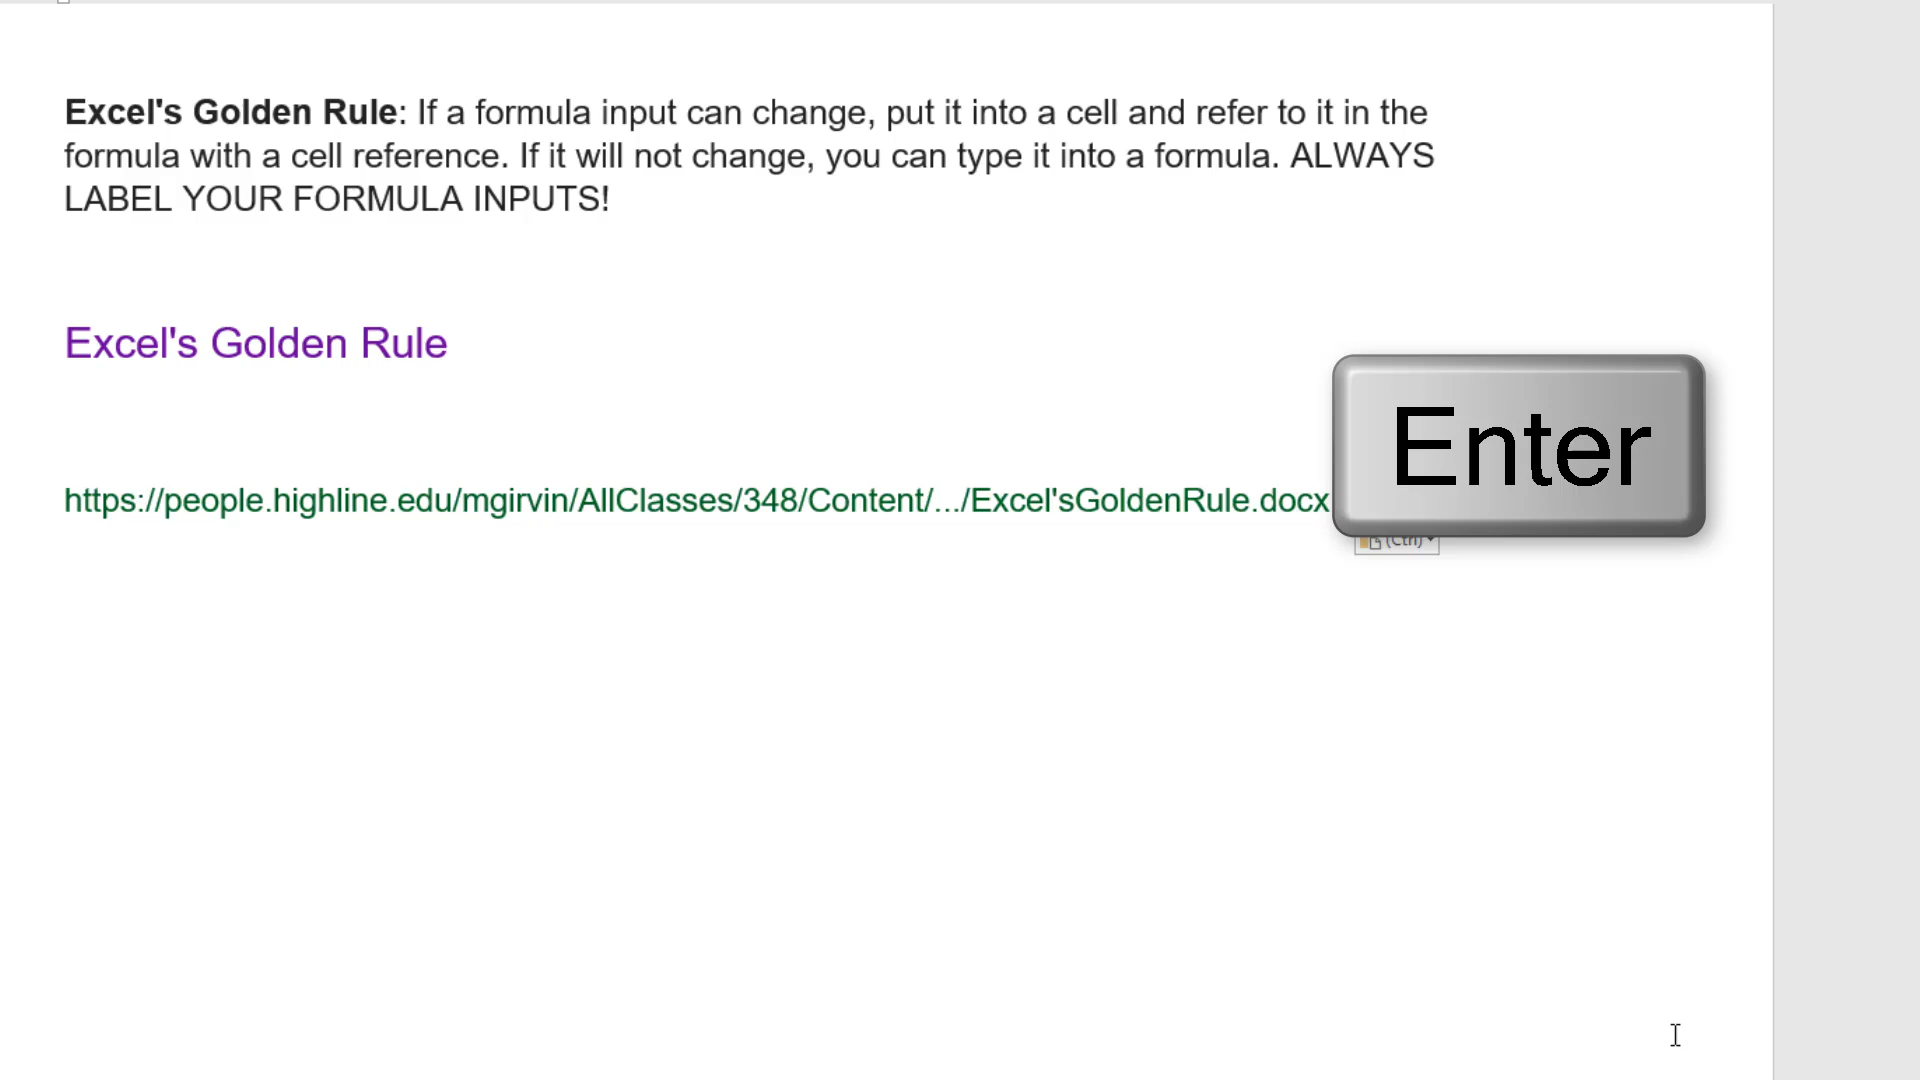 Excel's Golden Rule: If a formula input can change, put it into a cell and refer to it in the
formula with a cell reference. If it will not change, you can type it into a formula. ALWAYS
LABEL YOUR FORMULA INPUTS!
Excel's Golden Rule
Enter
https://people.highline.edu/mgirvin/AllClasses/348/Content/.../Excel'sGoldenRule.docx
(Ctrl)